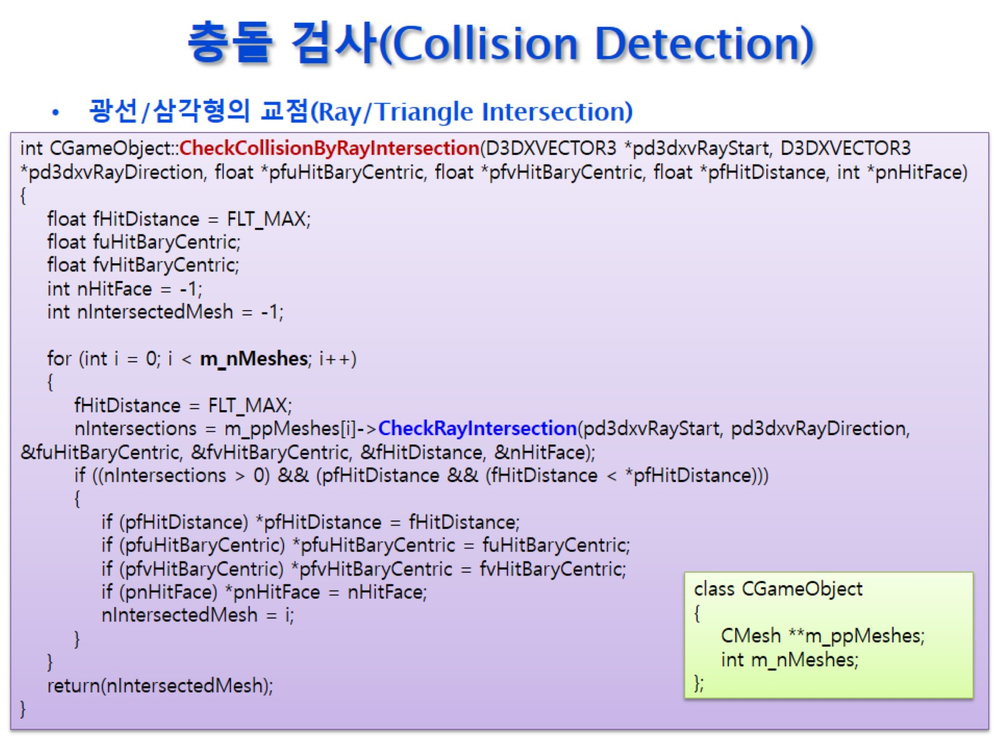 충돌 검사(Collision Detection)
• 광선/삼각형의 교점(Ray/Triangle Intersection)
int CGameObject::CheckCollisionByRayIntersection(D3DXVECTOR3 *pd3dxvRayStart, D3DXVECTOR3
*pd3dxvRayDirection, float *pfuHitBaryCentric, float *pfvHitBaryCentric, float *pfHitDistance, int *pnHitFace)
{
float fHitDistance = FLT_MAX;
float fuHitBaryCentric;
float fvHitBaryCentric;
int nHitFace = -1;
int nIntersectedMesh = -1;
for (int i = 0; i < m_nMeshes; i++)
{
fHitDistance = FLT_MAX;
nIntersections = m_ppMeshes[i]->CheckRayIntersection(pd3dxvRayStart, pd3dxvRayDirection,
&fuHitBaryCentric, &fvHitBaryCentric, &fHitDistance, &nHitFace);
if ((nIntersections > 0) && (pfHitDistance && (fHitDistance < *pfHitDistance)))
{
if (pfHitDistance) *pfHitDistance = fHitDistance;
if (pfuHitBaryCentric) *pfuHitBaryCentric = fuHitBaryCentric;
if (pfvHitBaryCentric) *pfvHitBaryCentric = fvHitBaryCentric;
if (pnHitFace) *pnHitFace = nHitFace;
nIntersectedMesh = i;
}
}
return(nIntersectedMesh);
}
class CGameObject
{
CMesh **m_ppMeshes;
int m_nMeshes;
};